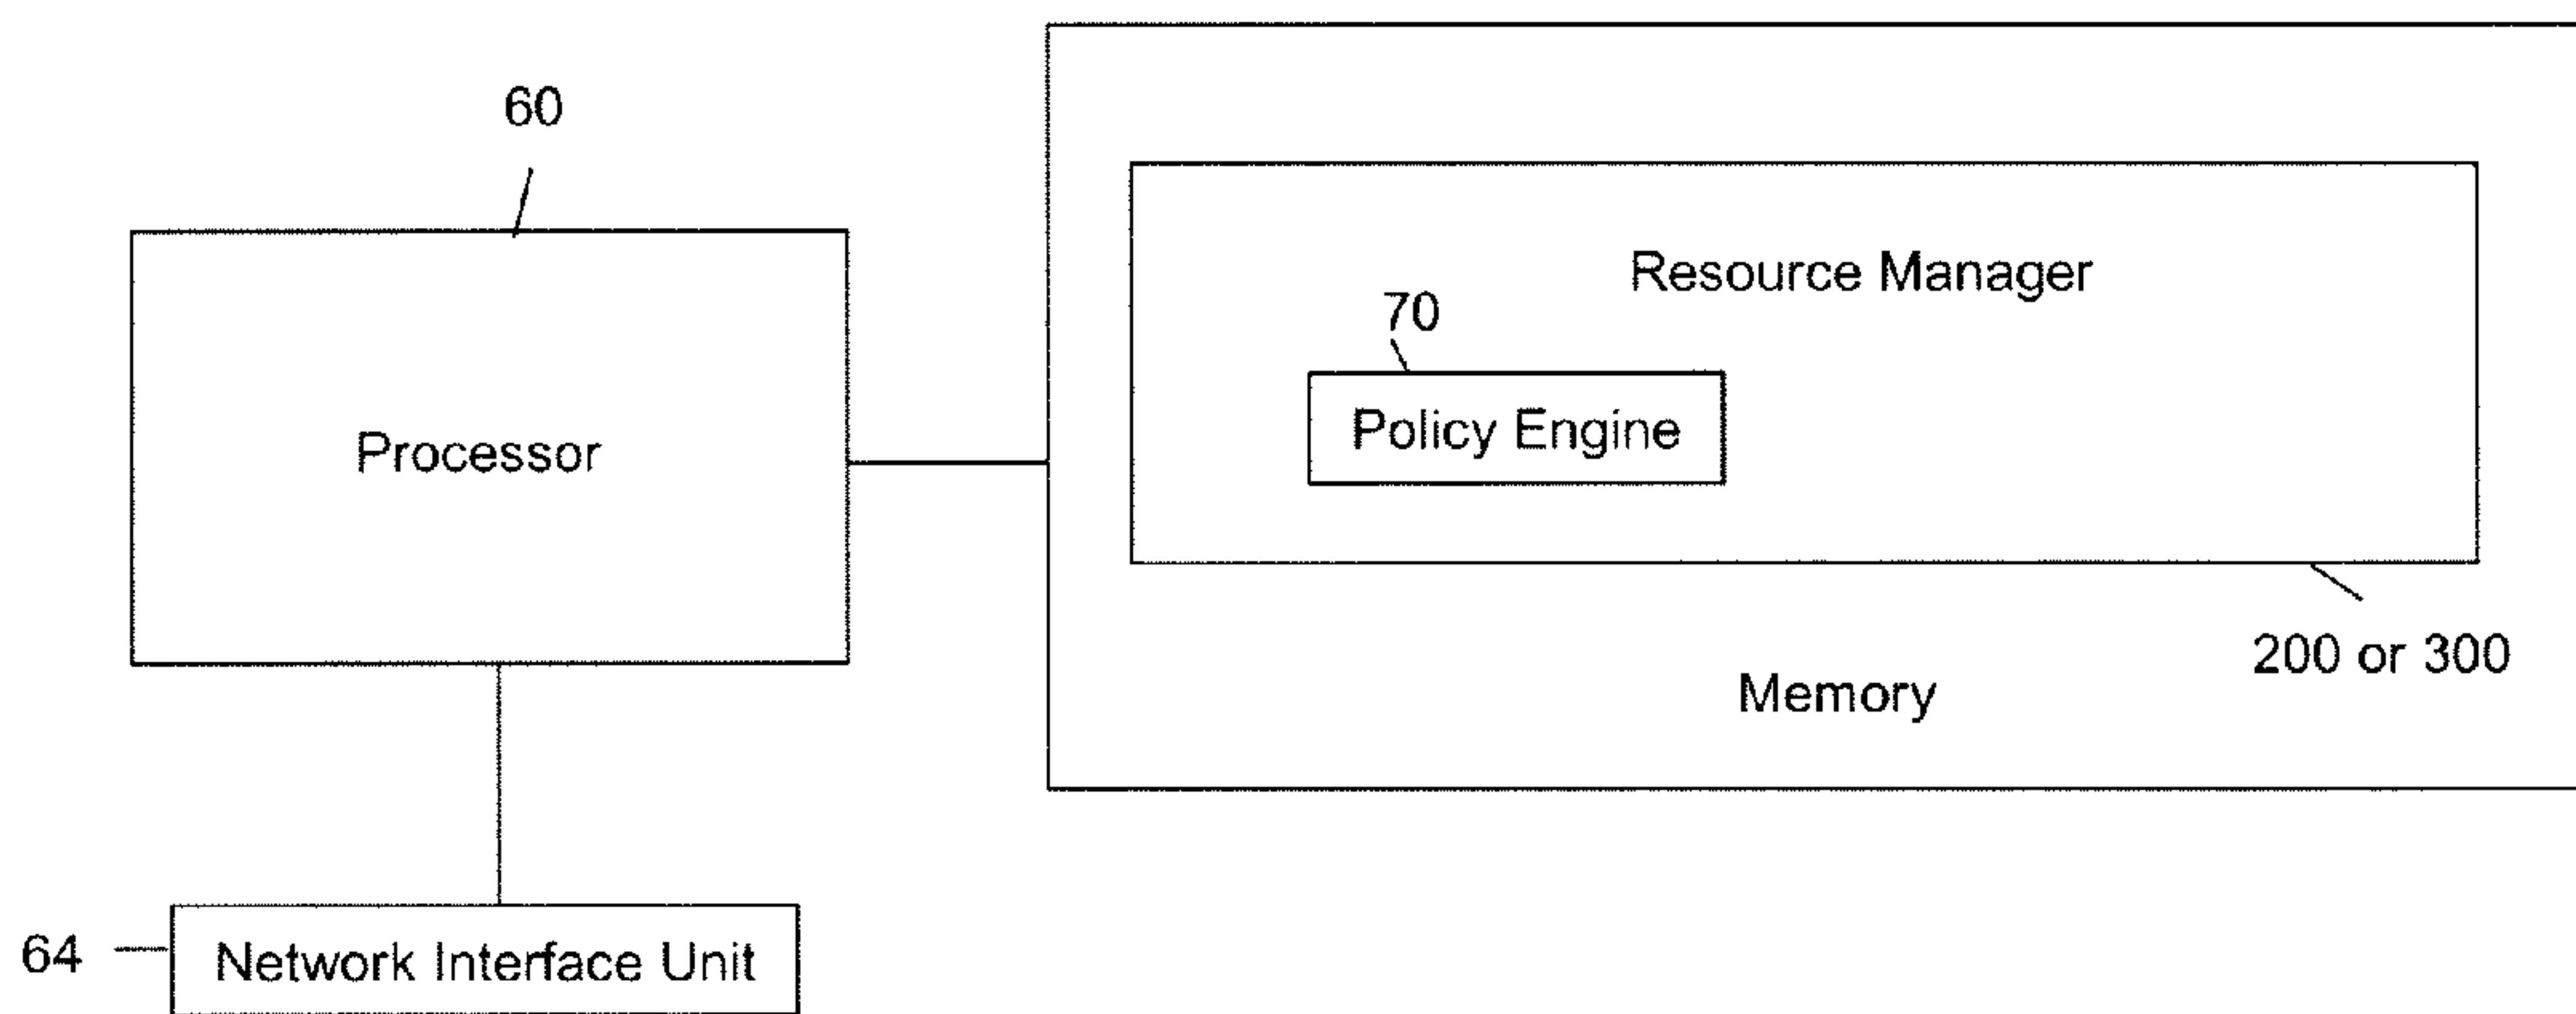 60
Processor
Resource Manager
70
Policy Engine
200 or 300
Memory
64
Network Interface Unit